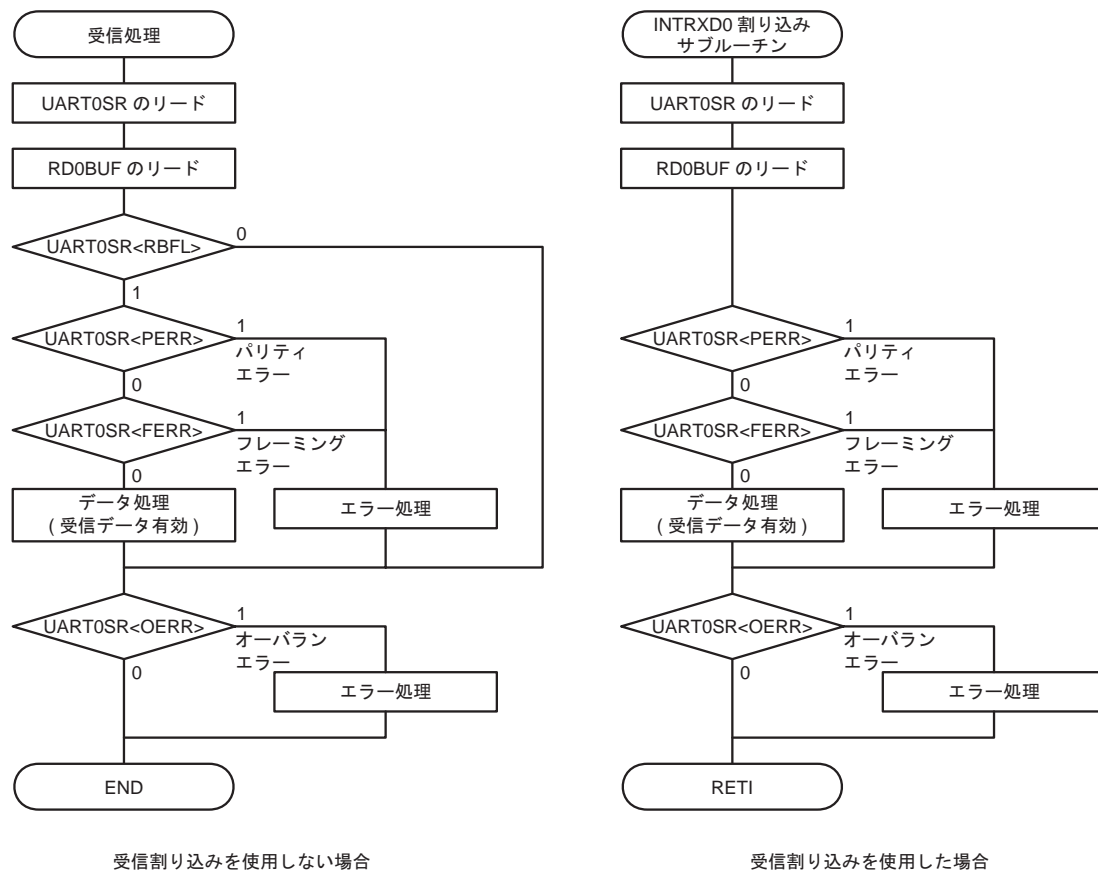 受信処理
UART0SR のリード
RD0BUF のリード
UART0SR<RBFL>
0
1
UART0SR<PERR>
1
パリティ
エラー
0
UART0SR<FERR>
1
フレーミング
エラー
0
データ処理
( 受信データ有効 )
エラー処理
UART0SR<OERR>
1
オーバラン
エラー
0
エラー処理
END
受信割り込みを使用しない場合
INTRXD0 割り込み
サブルーチン
UART0SR のリード
RD0BUF のリード
UART0SR<PERR>
1
パリティ
エラー
0
UART0SR<FERR>
1
フレーミング
エラー
0
データ処理
( 受信データ有効 )
エラー処理
UART0SR<OERR>
1
オーバラン
エラー
0
エラー処理
RETI
受信割り込みを使用した場合